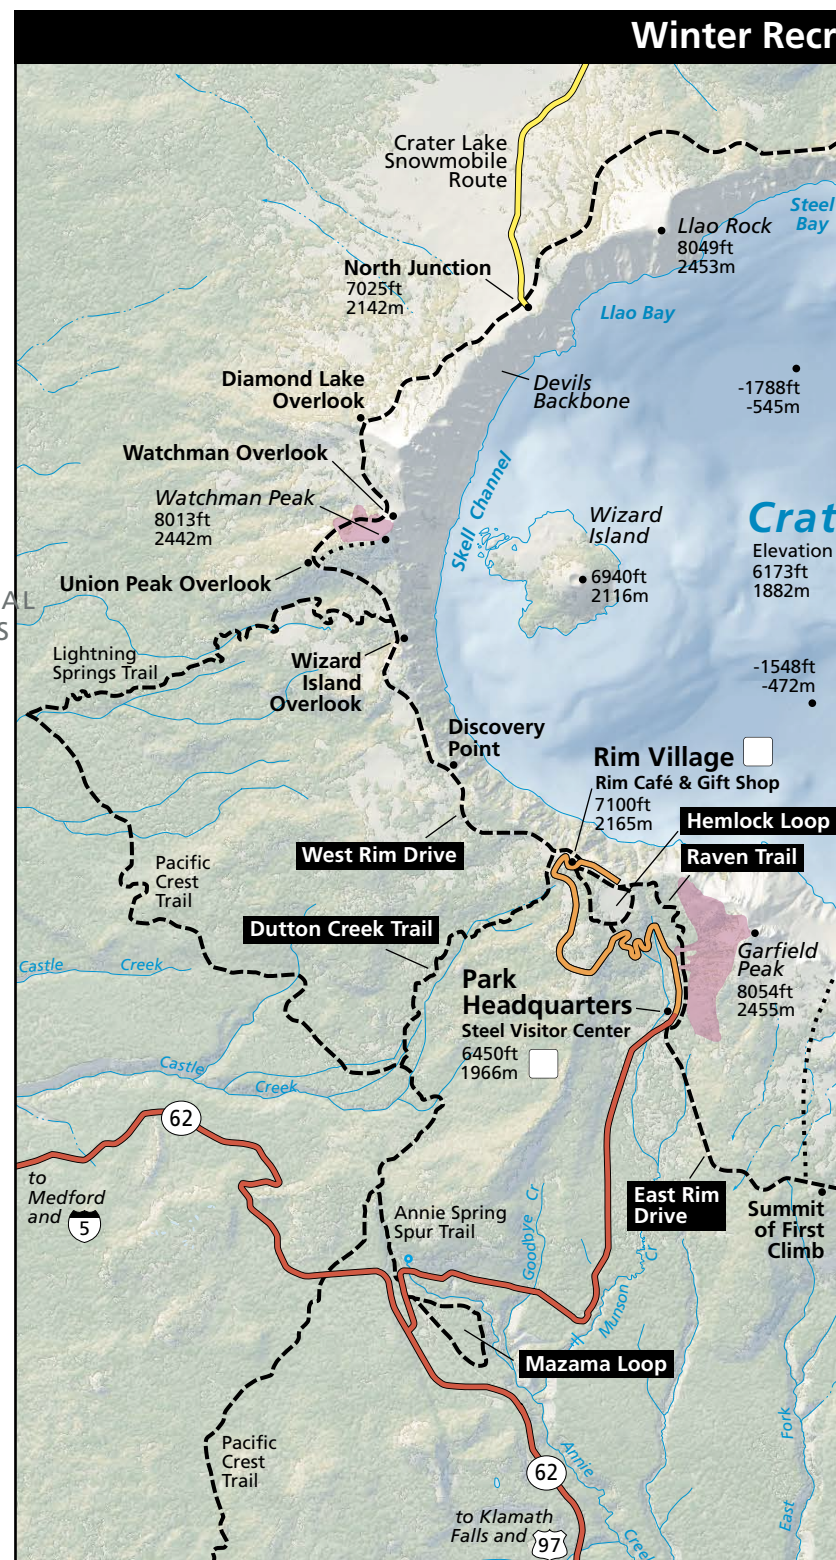 Winter Recr
Crater Lake
Snowmobile
Route
Steel
Bay
Llao Rock
8049ft
2453m
North Junction
7025ft
2142m
Llao Bay
Diamond Lake
Overlook
Devils
Backbone
-1788ft
-545m
Watchman Overlook
Skell Channel
Watchman Peak
8013ft
2442m
Wizard
Island
6940ft
2116m
Crat
Elevation
6173ft
1882m
Union Peak Overlook
AL
S
Lightning
Springs Trail
Wizard
Island
Overlook
-1548ft
-472m
Discovery
Point
Rim Village
Rim Café & Gift Shop
7100ft
2165m
Hemlock Loop
West Rim Drive
Raven Trail
Pacific
Crest
Trail
Dutton Creek Trail
Castle Creek
Garfield
Peak
8054ft
2455m
Park
Headquarters
Steel Visitor Center
6450ft
1966m
Castle
Creek
62
to
Medford
and 5
East Rim
Drive
Summit
of First
Climb
Annie Spring
Spur Trail
Goodbye Cr
Munson Cr
Mazama Loop
Pacific
Crest
Trail
62
Annie
Creek
East Fork
to Klamath
Falls and 97